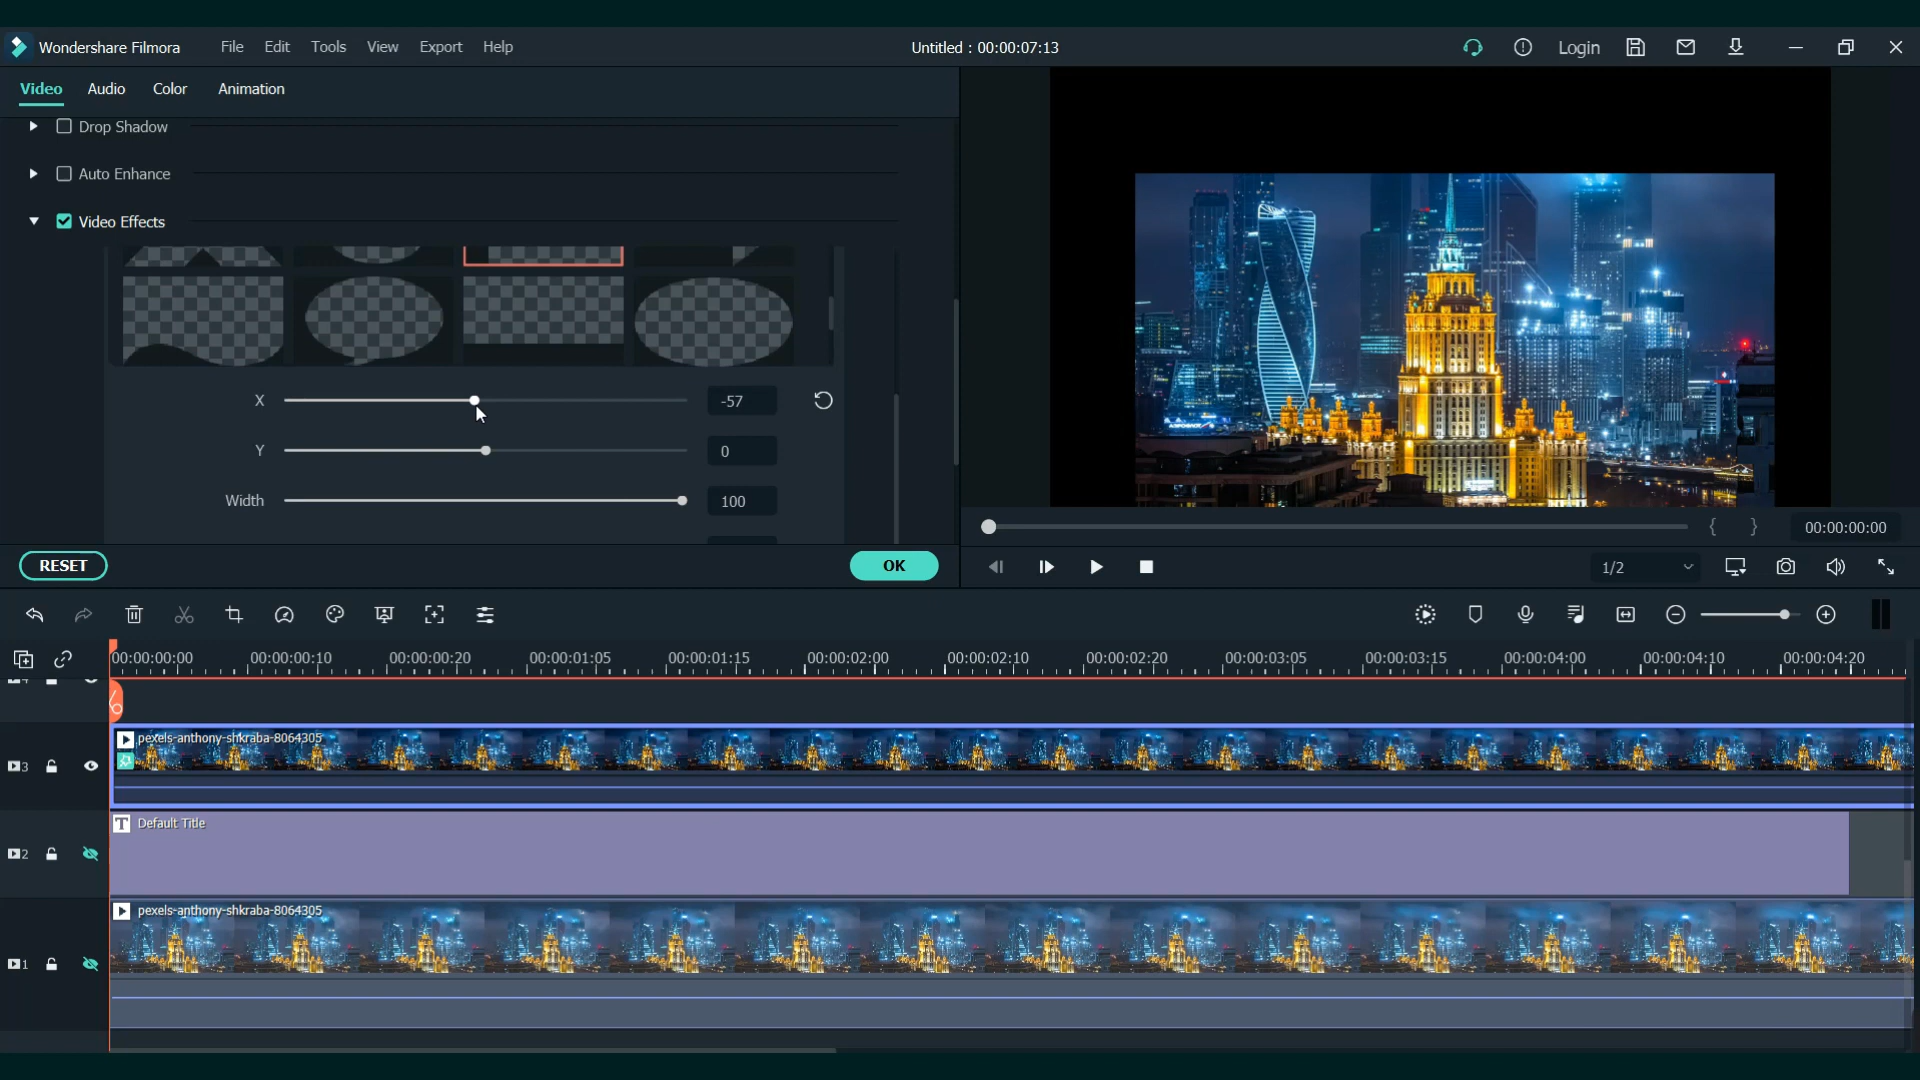 Wondershare Filmora File Edit Tools View Export Help Untitled : 00:00:07:13 Login
Video Audio Color Animation
Drop Shadow
Auto Enhance
Video Effects
X -57
Y 0
Width 100
00:00:00:00
RESET OK
1/2
00:00:00:00 00:00:00:10 00:00:00:20 00:00:01:05 00:00:01:15 00:00:02:00 00:00:02:10 00:00:02:20 00:00:03:05 00:00:03:15 00:00:04:00 00:00:04:10 00:00:04:20
pexels-anthony-shkraba-8064305
3
T Default Title
2
pexels-anthony-shkraba-8064305
1